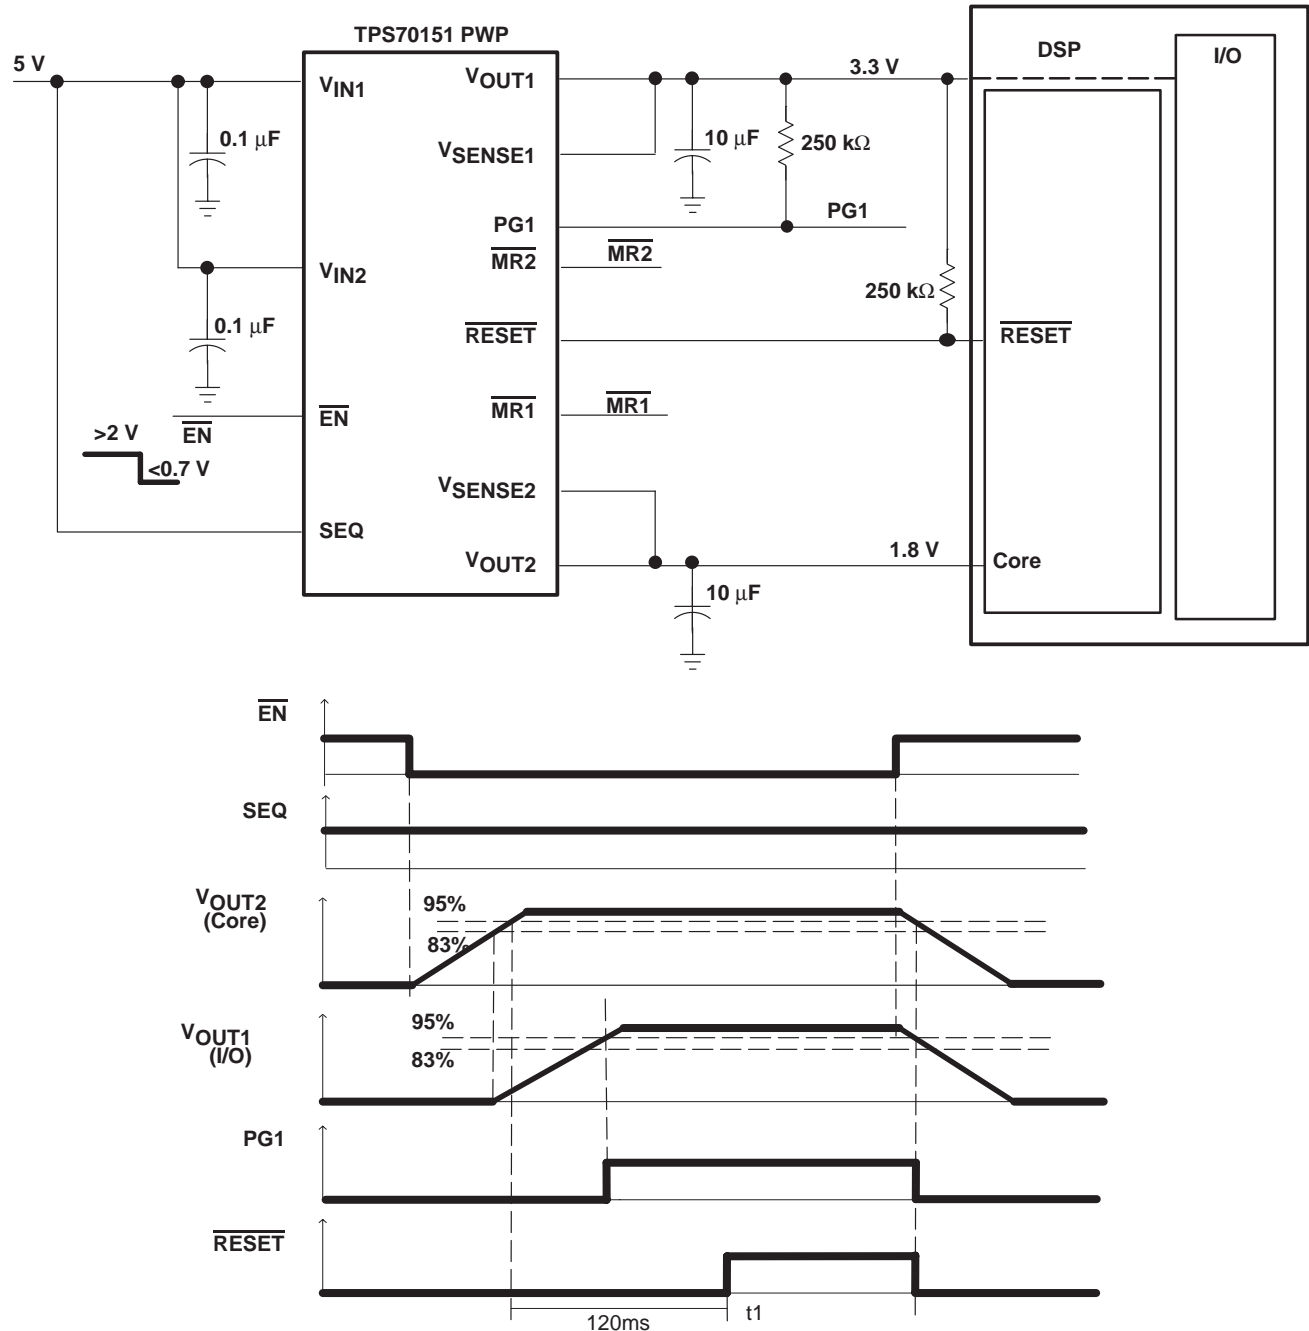 TPS70151 PWP
5 V
VIN1
0.1 μF
VIN2
0.1 μF
EN
EN
>2 V
<0.7 V
SEQ
VOUT1
VSENSE1
PG1
MR2
RESET
MR1
VSENSE2
VOUT2
3.3 V
10 μF
250 kΩ
PG1
MR2
250 kΩ
MR1
1.8 V
10 μF
DSP
I/O
RESET
Core
EN
SEQ
VOUT2
(Core)
95%
83%
VOUT1
(I/O)
95%
83%
PG1
RESET
120ms
t1